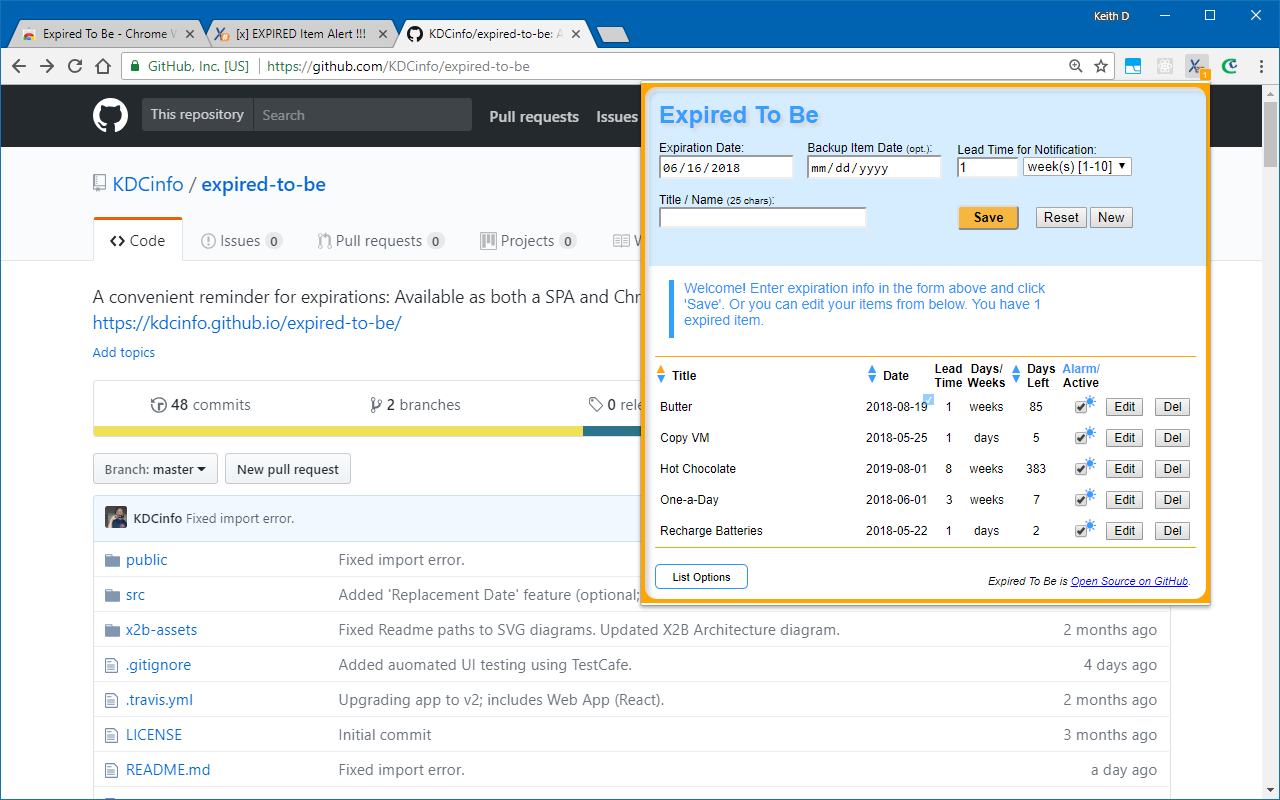 Keith D
Expired To Be - Chrome W
[x] EXPIRED Item Alert !!!
KDCinfo/expired-to-be: A
GitHub, Inc. [US]
https://github.com/KDCinfo/expired-to-be
1
This repository
Search
Pull requests
Issues
KDCinfo / expired-to-be
Code
Issues 0
Pull requests 0
Projects 0
W
A convenient reminder for expirations: Available as both a SPA and Chr
https://kdcinfo.github.io/expired-to-be/
Add topics
48 commits
2 branches
0 rele
Branch: master
New pull request
KDCinfo Fixed import error.
public Fixed import error.
src Added 'Replacement Date' feature (optional;
x2b-assets Fixed Readme paths to SVG diagrams. Updated X2B Architecture diagram. 2 months ago
.gitignore Added auomated UI testing using TestCafe. 4 days ago
.travis.yml Upgrading app to v2; includes Web App (React). 2 months ago
LICENSE Initial commit 3 months ago
README.md Fixed import error. a day ago
Expired To Be
Expiration Date:
06/16/2018
Backup Item Date (opt.):
mm/dd/yyyy
Lead Time for Notification:
1
week(s) [1-10]
Title / Name (25 chars):
Save
Reset
New
Welcome! Enter expiration info in the form above and click
'Save'. Or you can edit your items from below. You have 1
expired item.
Title Date Lead Time Days/ Weeks Days Left Alarm/ Active
Butter 2018-08-19 1 weeks 85 Edit Del
Copy VM 2018-05-25 1 days 5 Edit Del
Hot Chocolate 2019-08-01 8 weeks 383 Edit Del
One-a-Day 2018-06-01 3 weeks 7 Edit Del
Recharge Batteries 2018-05-22 1 days 2 Edit Del
List Options
Expired To Be is Open Source on GitHub.